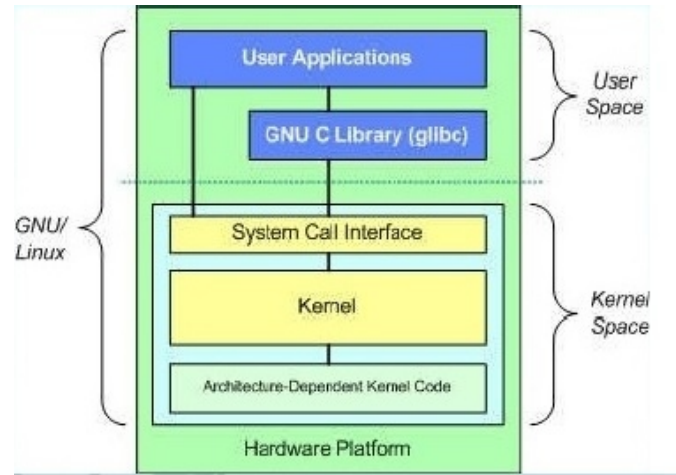 User Applications
User
Space
GNU C Library (glibc)
GNU/
Linux
System Call Interface
Kernel
Kernel
Space
Architecture-Dependent Kernel Code
Hardware Platform